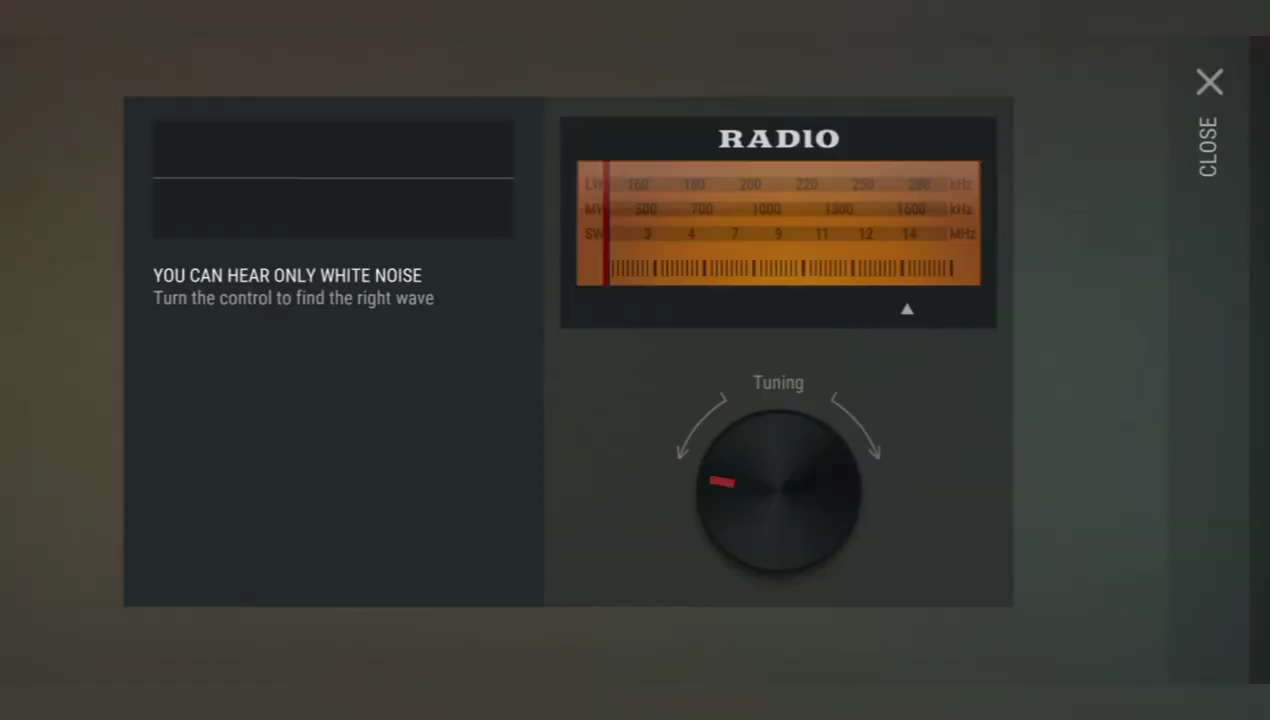 YOU CAN HEAR ONLY WHITE NOISE
Turn the control to find the right wave
RADIO
LW 160 180 200 220 250 280 kHz
MW 500 700 1000 1300 1600 kHz
SW 3 4 7 9 11 12 14 MHz
Tuning
CLOSE